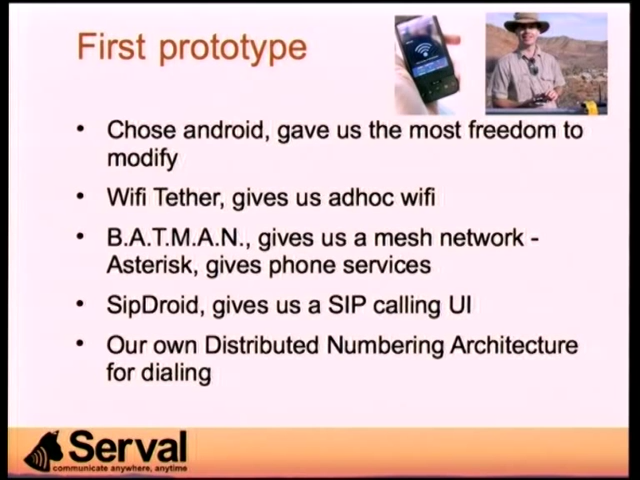 First prototype
• Chose android, gave us the most freedom to
modify
• Wifi Tether, gives us adhoc wifi
• B.A.T.M.A.N., gives us a mesh network -
Asterisk, gives phone services
• SipDroid, gives us a SIP calling UI
• Our own Distributed Numbering Architecture
for dialing
Serval
communicate anywhere, anytime